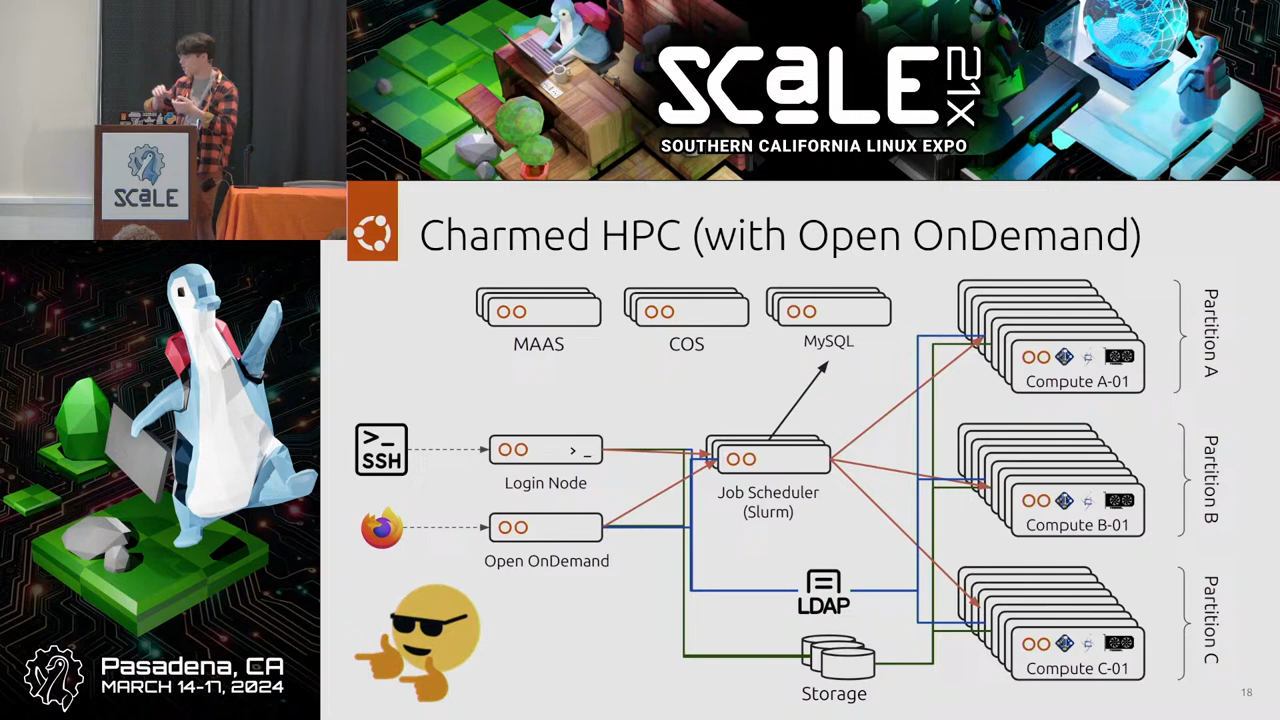 SCALE
SCALE 21X
SOUTHERN CALIFORNIA LINUX EXPO
Charmed HPC (with Open OnDemand)
MAAS
COS
MySQL
>_
SSH
> _
Login Node
Open OnDemand
Job Scheduler
(Slurm)
LDAP
Storage
Compute A-01
Partition A
Compute B-01
Partition B
Compute C-01
Partition C
18
Pasadena, CA
MARCH 14-17, 2024